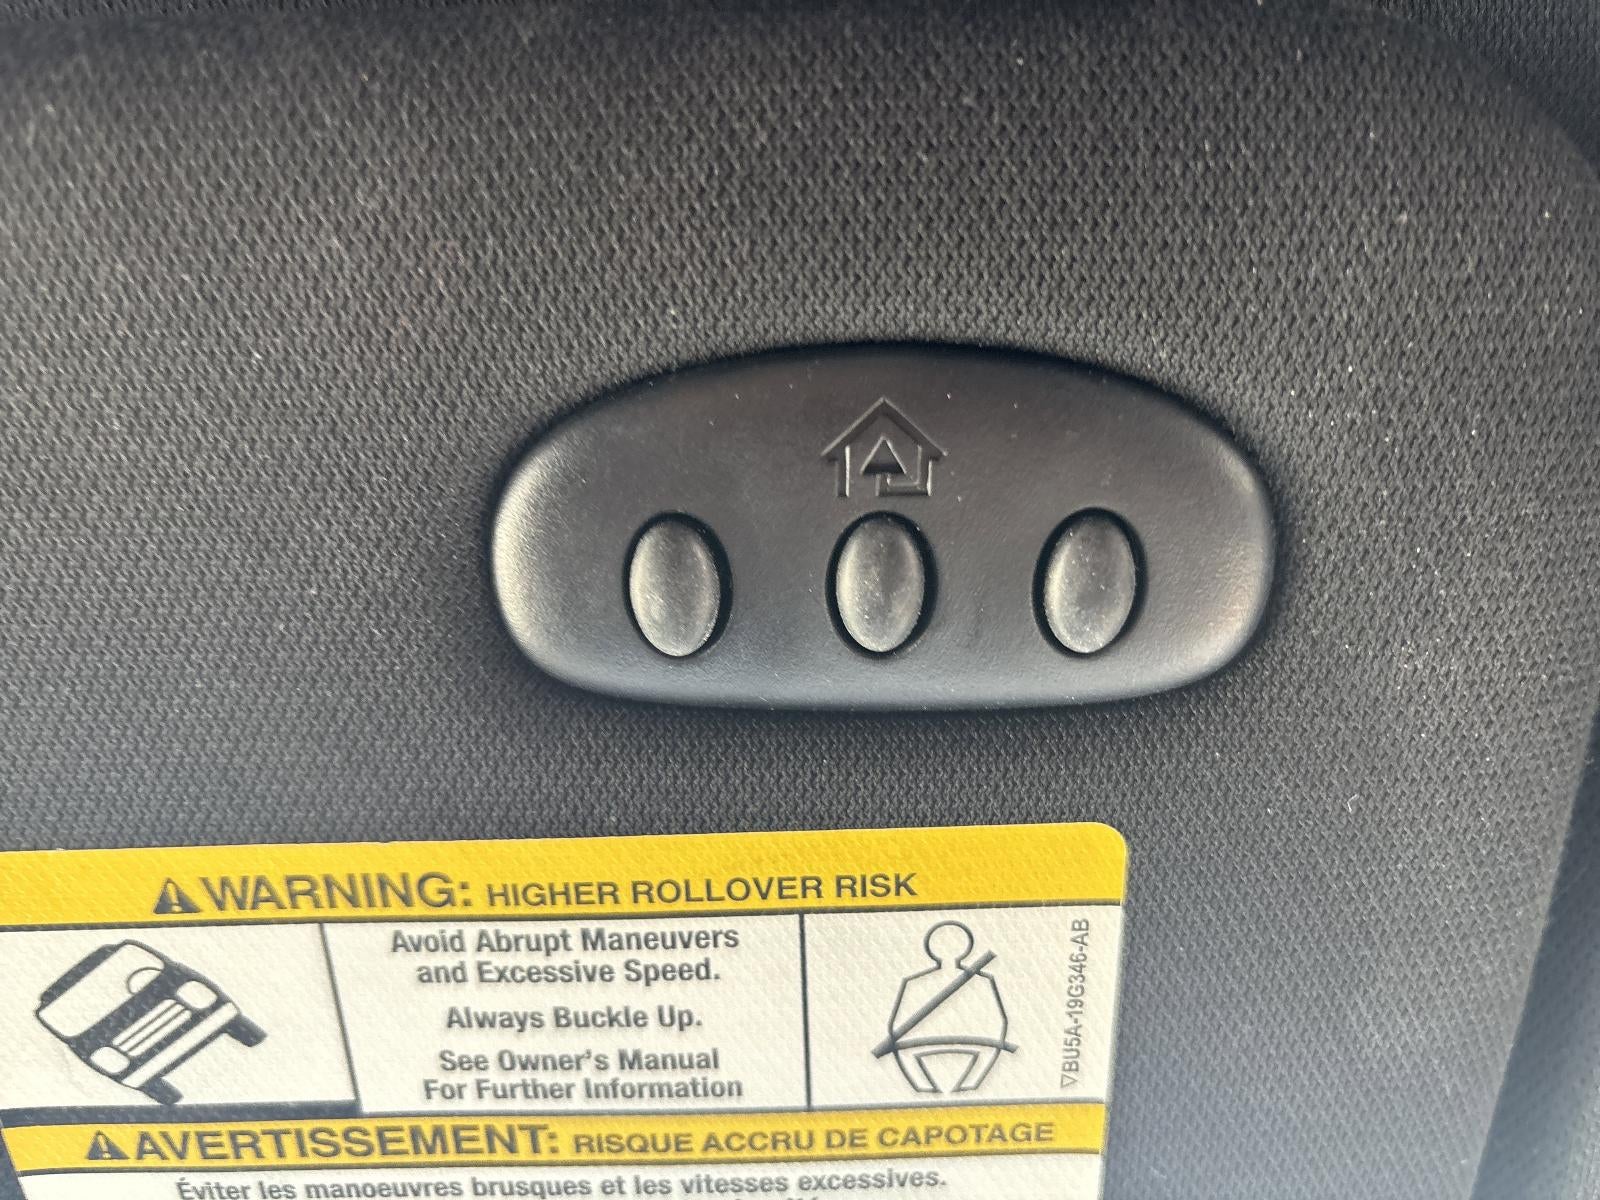 WARNING: HIGHER ROLLOVER RISK
Avoid Abrupt Maneuvers
and Excessive Speed.
Always Buckle Up.
See Owner's Manual
For Further Information
BU5A-19G346-AB
AVERTISSEMENT: RISQUE ACCRU DE CAPOTAGE
Éviter les manoeuvres brusques et les vitesses excessives.